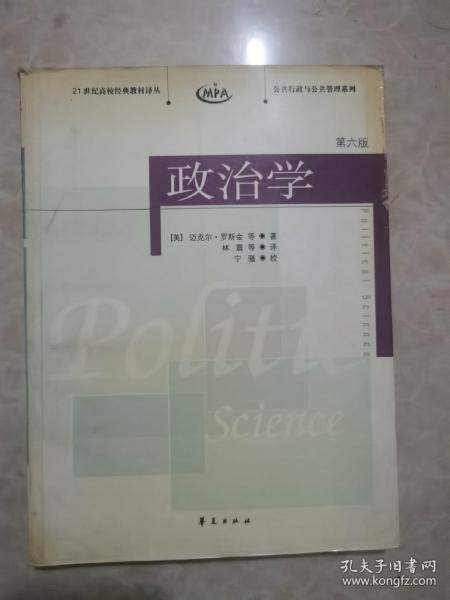 21世纪高校经典教材译丛
MPA
公共行政与公共管理系列
第六版
政治学
Political Science
[美] 迈克尔·罗斯金 等 著
林震 等 译
宁骚 校
Politic
Science
华夏出版社
孔夫子旧书网
www.kongfz.com